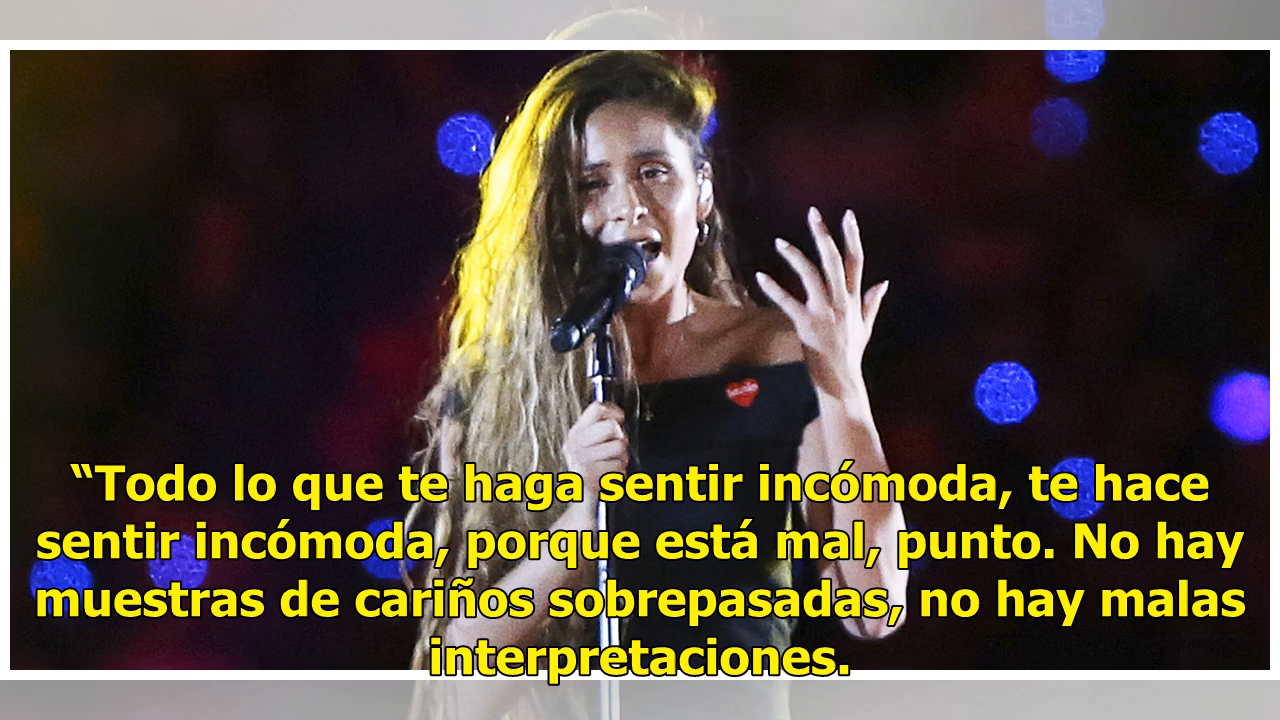 “Todo lo que te haga sentir incómoda, te hace
sentir incómoda, porque está mal, punto. No hay
muestras de cariños sobrepasadas, no hay malas
interpretaciones.